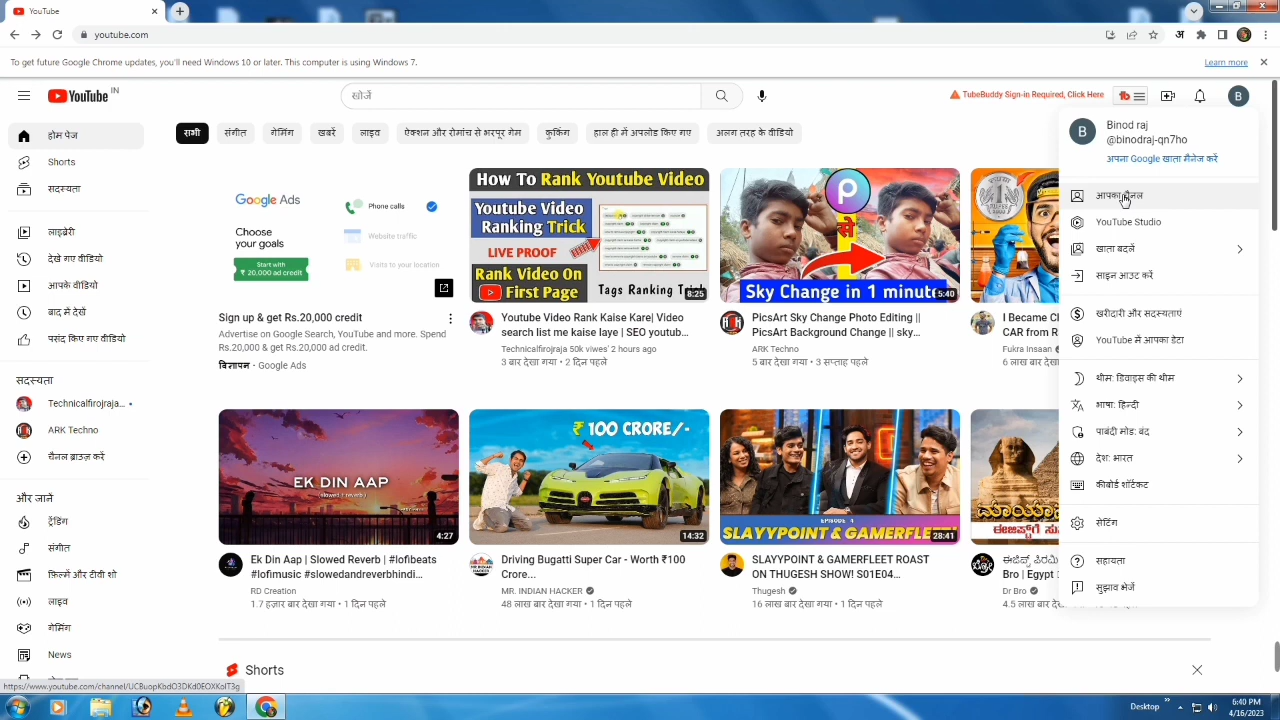 YouTube
youtube.com
To get future Google Chrome updates, you'll need Windows 10 or later. This computer is using Windows 7.
Learn more
YouTube IN
खोजें
TubeBuddy Sign-in Required, Click Here
tb
B
होम पेज
Shorts
सदस्यता
लाइब्रेरी
देखे गए वीडियो
आपके वीडियो
बाद में देखें
पसंद किए गए वीडियो
सदस्यता
Technicalfirojraja...
ARK Techno
चैनल ब्राउज़ करें
और जानें
ट्रेंडिंग
संगीत
फ़िल्में और टीवी शो
लाइव
गेमिंग
News
सभी संगीत गेमिंग खबरें लाइव ऐक्शन और रोमांच से भरपूर गेम कुकिंग हाल ही में अपलोड किए गए अलग तरह के वीडियो
Google Ads
Choose
your goals
Start with
₹ 20,000 ad credit
Phone calls
Website traffic
Visits to your location
Sign up & get Rs.20,000 credit
Advertise on Google Search, YouTube and more. Spend
Rs.20,000 & get Rs.20,000 ad credit.
विज्ञापन • Google Ads
How To Rank Youtube Video
Youtube Video
Ranking Trick
LIVE PROOF
Rank Video On
First Page
Tags Ranking Trick
8:25
Youtube Video Rank Kaise Kare| Video
search list me kaise laye | SEO youtub...
Technicalfirojraja 50k viwes' 2 hours ago
3 बार देखा गया • 2 दिन पहले
से
Sky Change in 1 minute
5:40
PicsArt Sky Change Photo Editing ||
PicsArt Background Change || sky...
ARK Techno
5 बार देखा गया • 3 सप्ताह पहले
I Became Cl
CAR from R
Fukra Insaan
6 लाख बार देखा
EK DIN AAP
(slowed + reverb)
4:27
Ek Din Aap | Slowed Reverb | #lofibeats
#lofimusic #slowedandreverbhindi...
RD Creation
1.7 हज़ार बार देखा गया • 1 दिन पहले
₹ 100 CRORE/-
14:32
Driving Bugatti Super Car - Worth ₹100
Crore...
MR. INDIAN HACKER
48 लाख बार देखा गया • 1 दिन पहले
EPISODE 4
SLAYYPOINT & GAMERFLEET
28:41
SLAYYPOINT & GAMERFLEET ROAST
ON THUGESH SHOW! S01E04...
Thugesh
16 लाख बार देखा गया • 1 दिन पहले
Bro | Egypt
Dr Bro
4.5 लाख बार देखा
Shorts
B
Binod raj
@binodraj-qn7ho
अपना Google खाता मैनेज करें
आपका चैनल
YouTube Studio
खाता बदलें
साइन आउट करें
खरीदारी और सदस्यताएं
YouTube में आपका डेटा
थीम: डिवाइस की थीम
भाषा: हिन्दी
पाबंदी मोड: बंद
देश: भारत
कीबोर्ड शॉर्टकट
सेटिंग
सहायता
सुझाव भेजें
https://www.youtube.com/channel/UCBuopKbdO3DKd0EOXKoIT3g
Desktop
6:40 PM
4/16/2023